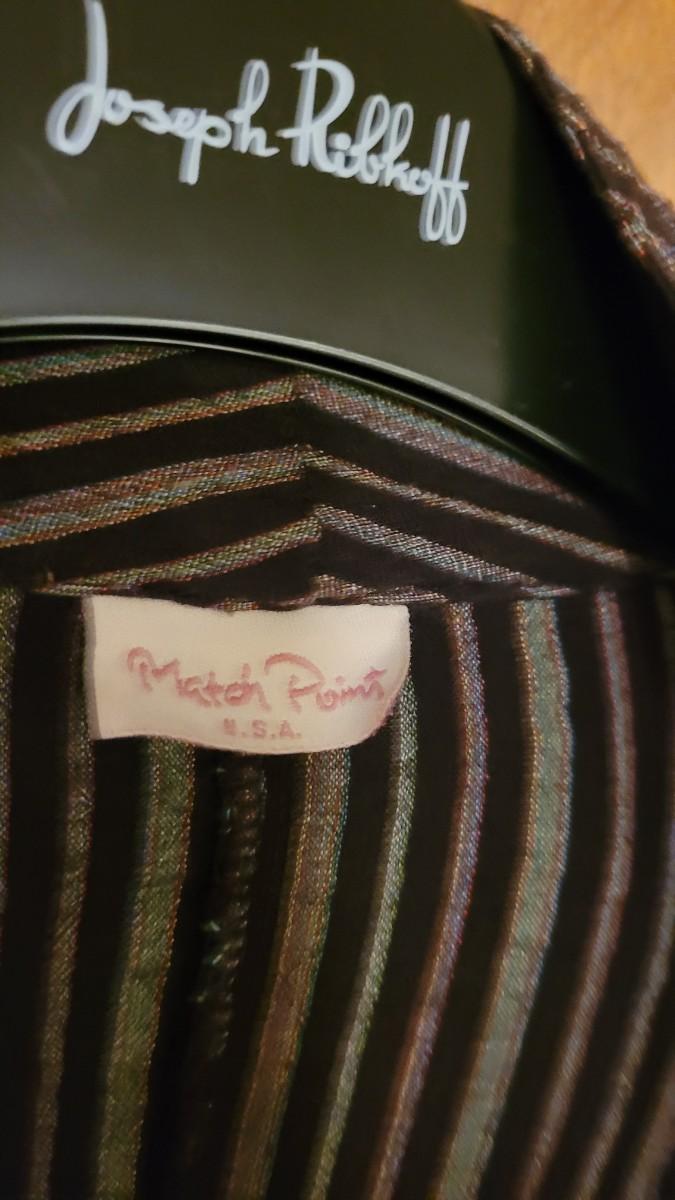 Joseph Ribkoff
Match Point
U.S.A.